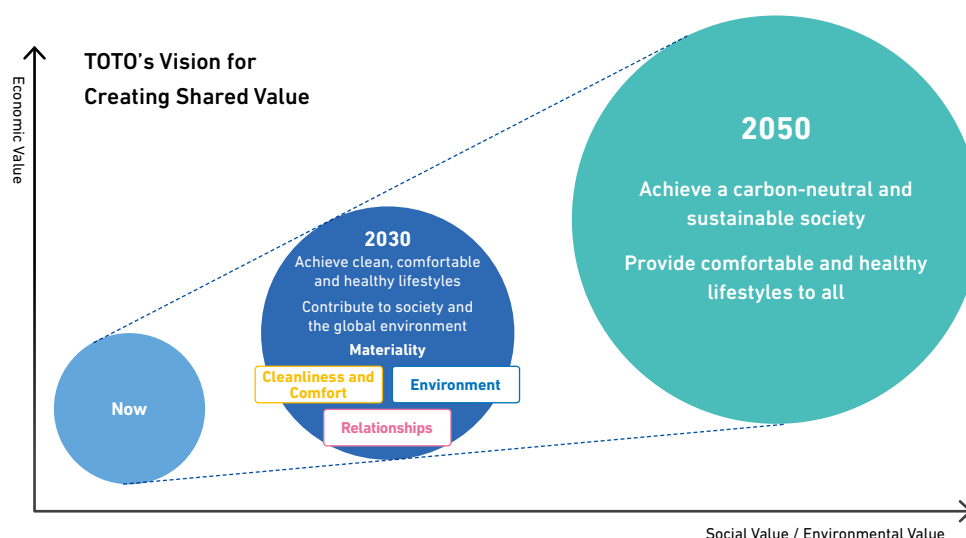 TOTO's Vision for
Creating Shared Value
Economic Value
2050
Achieve a carbon-neutral and
sustainable society
Provide comfortable and healthy
lifestyles to all
2030
Achieve clean, comfortable
and healthy lifestyles
Contribute to society and
the global environment
Materiality
Cleanliness and
Comfort
Environment
Relationships
Now
Social Value / Environmental Value